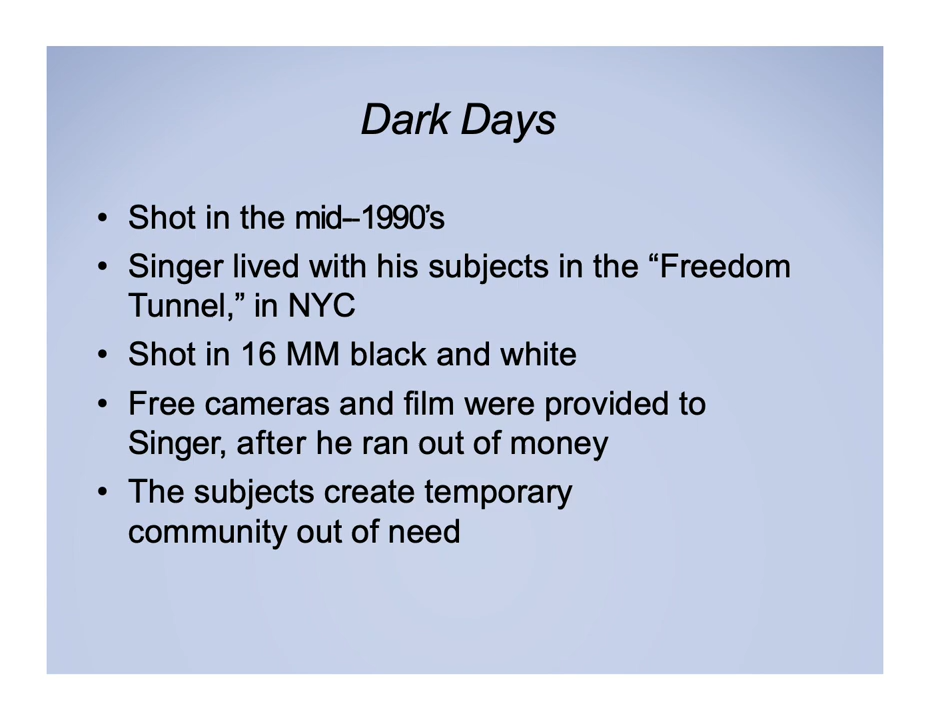 Dark Days
• Shot in the mid–1990’s
• Singer lived with his subjects in the “Freedom
Tunnel,” in NYC
• Shot in 16 MM black and white
• Free cameras and film were provided to
Singer, after he ran out of money
• The subjects create temporary
community out of need